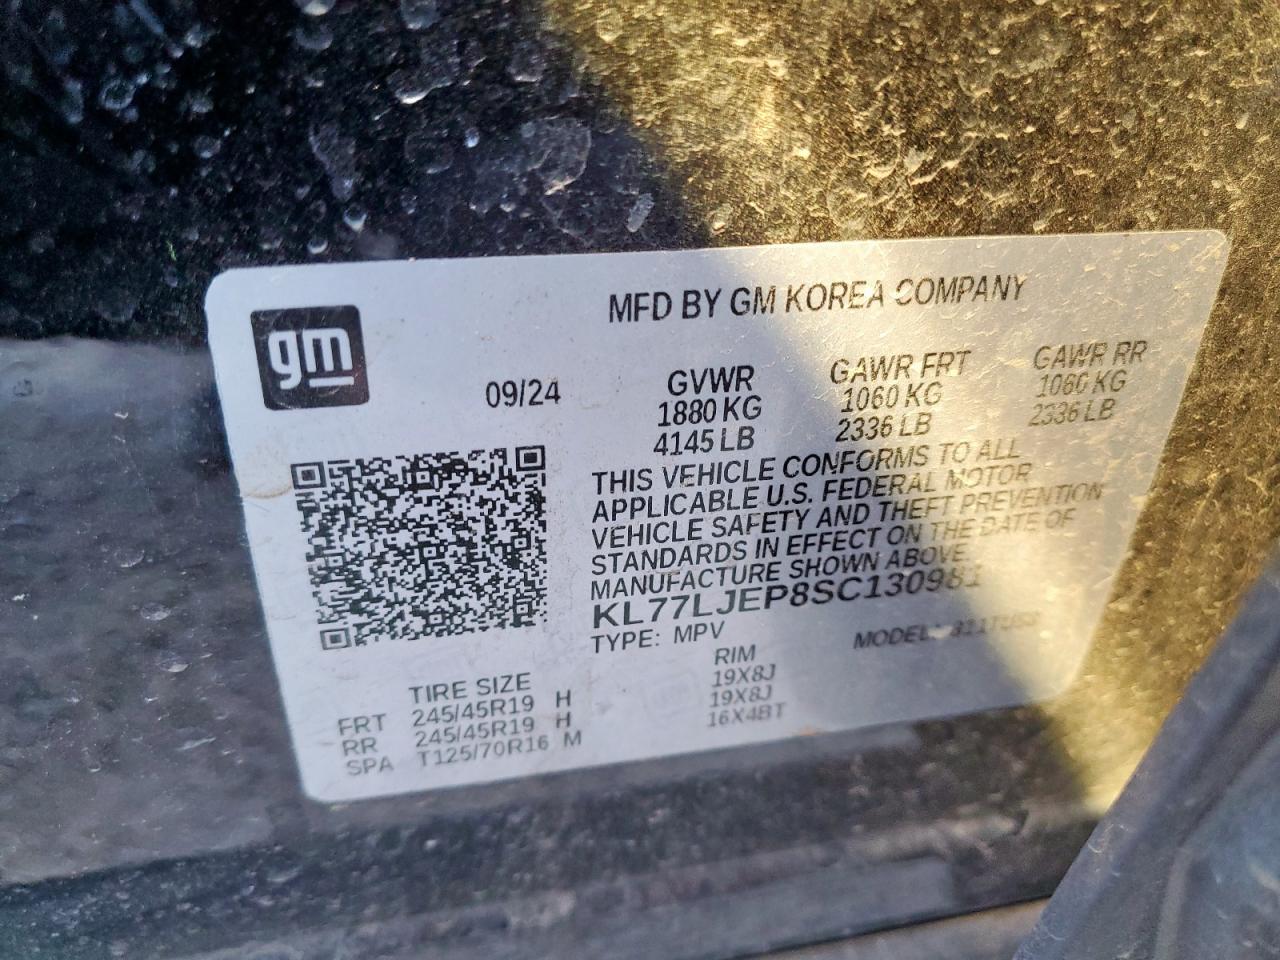 gm
MFD BY GM KOREA COMPANY
09/24
GVWR GAWR FRT GAWR RR
1880 KG 1060 KG 1060 KG
4145 LB 2336 LB 2336 LB
THIS VEHICLE CONFORMS TO ALL
APPLICABLE U.S. FEDERAL MOTOR
VEHICLE SAFETY AND THEFT PREVENTION
STANDARDS IN EFFECT ON THE DATE OF
MANUFACTURE SHOWN ABOVE.
KL77LJEP8SC130981
TYPE: MPV MODEL:
TIRE SIZE RIM
FRT 245/45R19 H 19X8J
RR 245/45R19 H 19X8J
SPA T125/70R16 M 16X4BT